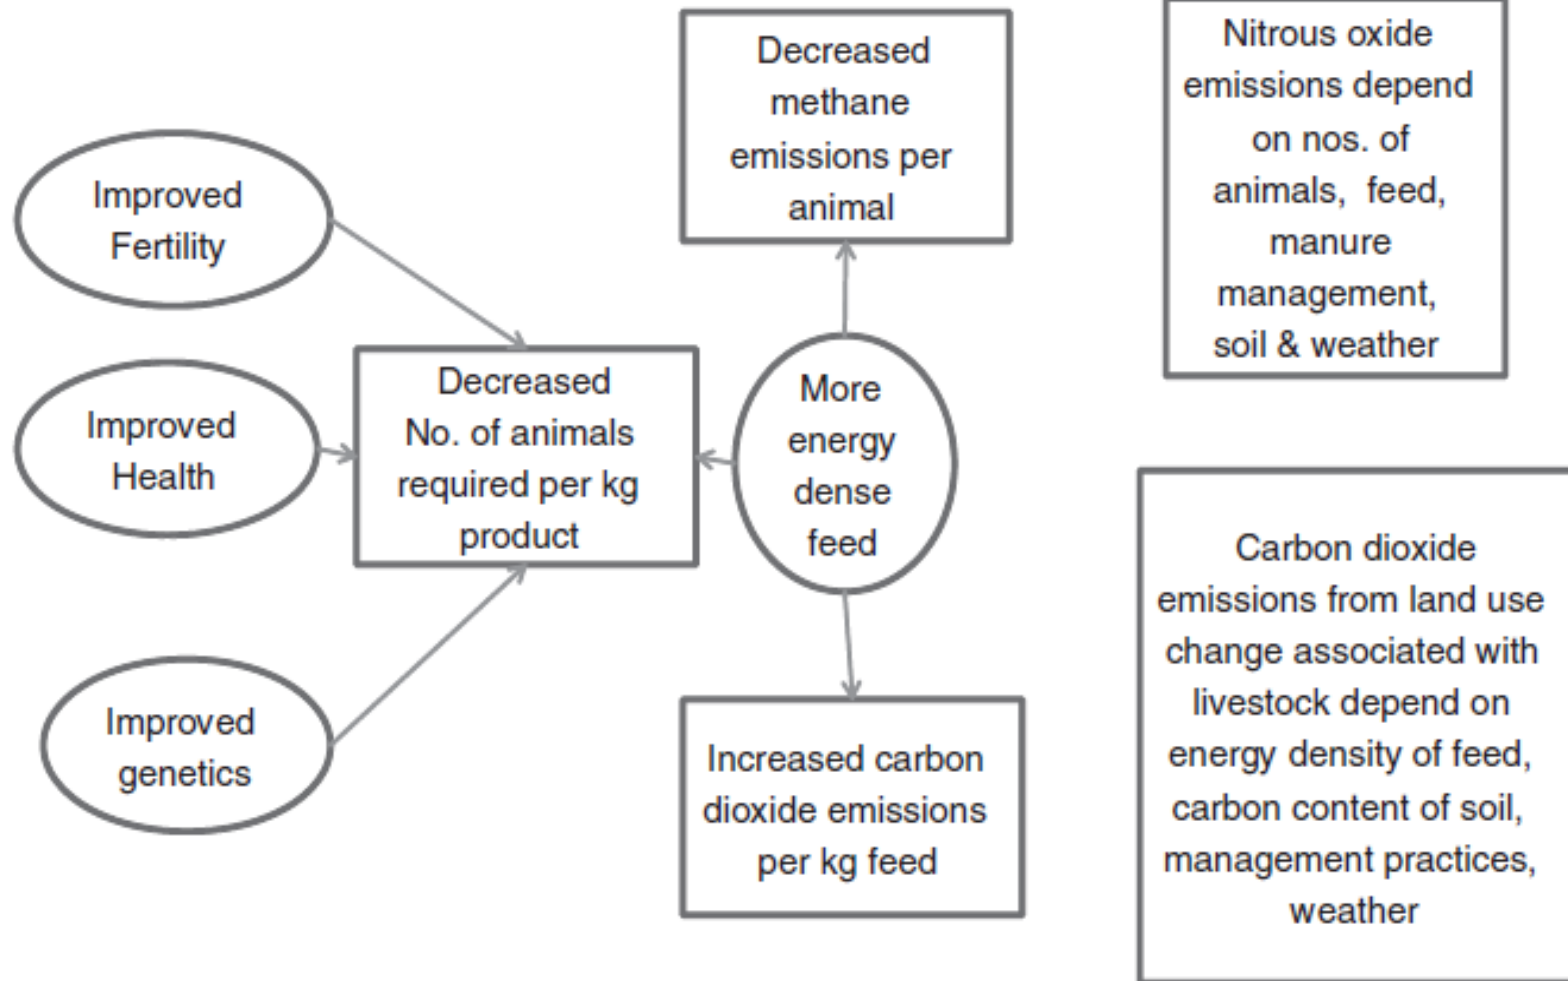 Improved
Fertility
Improved
Health
Improved
genetics
Decreased
No. of animals
required per kg
product
Decreased
methane
emissions per
animal
More
energy
dense
feed
Increased carbon
dioxide emissions
per kg feed
Nitrous oxide
emissions depend
on nos. of
animals, feed,
manure
management,
soil & weather
Carbon dioxide
emissions from land use
change associated with
livestock depend on
energy density of feed,
carbon content of soil,
management practices,
weather